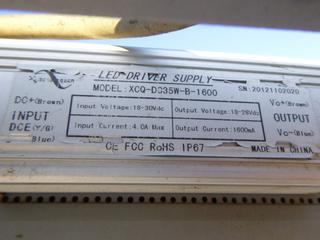 LED DRIVER SUPPLY
MODEL: XCQ-DC35W-B-1600
SN:20121102020
DC+(Brown)
INPUT
DCE(Y/G)
Blue)
Input Voltage:18-30Vdc
Output Voltage:18-28Vdc
Input Current: 4.0A Max
Output Current:1600mA
Vo+(Brown)
OUTPUT
Vo-(Blue)
CE FCC RoHS IP67
MADE IN CHINA